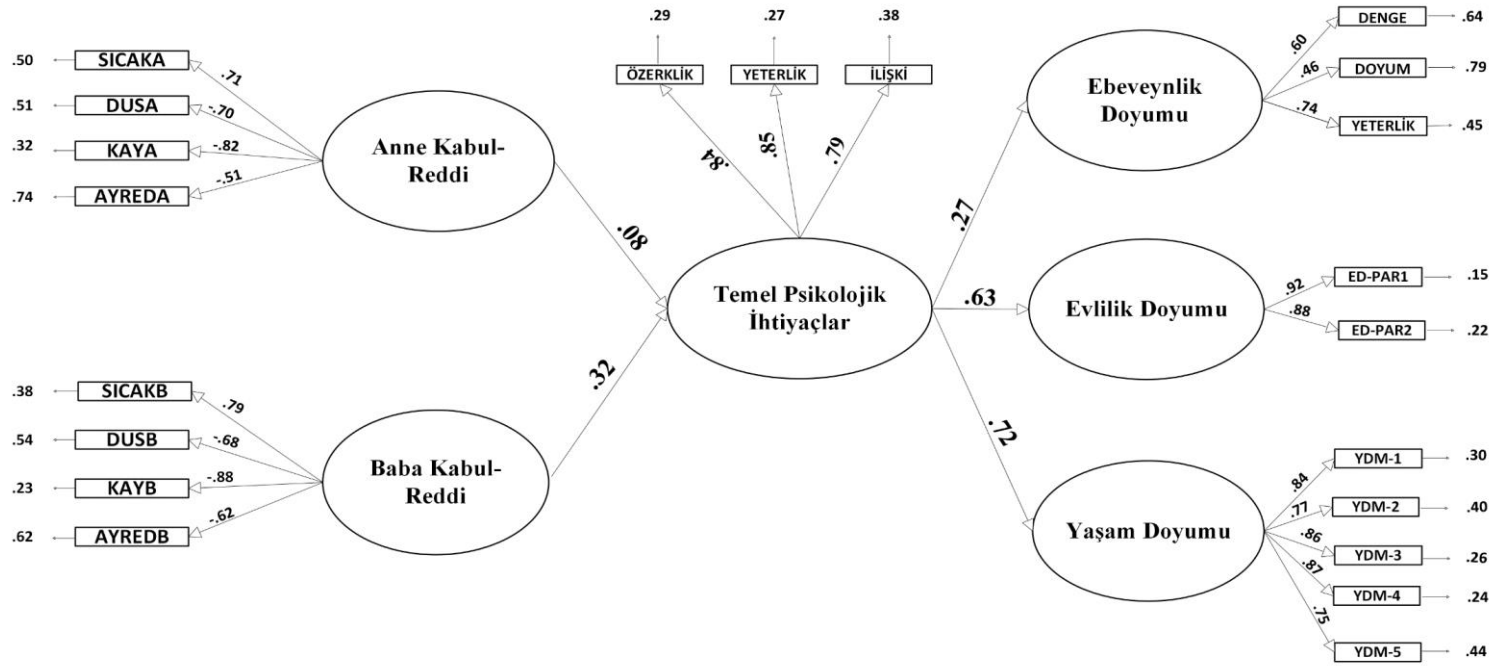 .50
SICAKA
.71
.51
DUSA
-.70
.32
KAYA
-.82
.74
AYREDA
-.51
Anne Kabul-
Reddi
.38
SICAKB
.79
.54
DUSB
-.68
.23
KAYB
-.88
.62
AYREDB
-.62
Baba Kabul-
Reddi
.08
.32
.29
.27
.38
ÖZERKLİK
YETERLİK
İLİŞKİ
.84
.85
.79
Temel Psikolojik
İhtiyaçlar
.27
.63
.72
Ebeveynlik
Doyumu
.60
DENGE
.64
.46
DOYUM
.79
.74
YETERLİK
.45
Evlilik Doyumu
.92
ED-PAR1
.15
.88
ED-PAR2
.22
Yaşam Doyumu
.84
YDM-1
.30
.77
YDM-2
.40
.86
YDM-3
.26
.87
YDM-4
.24
.75
YDM-5
.44